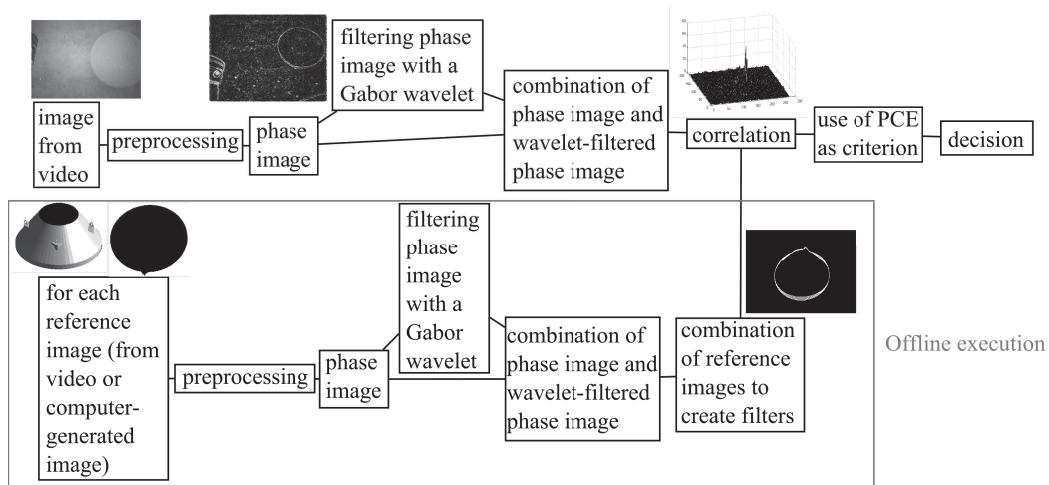 image
from
video
preprocessing
phase
image
filtering phase
image with a
Gabor wavelet
combination of
phase image and
wavelet-filtered
phase image
correlation
use of PCE
as criterion
decision
for each
reference
image (from
video or
computer-
generated
image)
preprocessing
phase
image
filtering
phase
image
with a
Gabor
wavelet
combination of
phase image and
wavelet-filtered
phase image
combination
of reference
images to
create filters
Offline execution